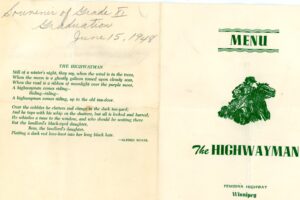 Souvenir of Grade XI
Graduation
June 15, 1948
THE HIGHWAYMAN
Still of a winter's night, they say, when the wind is in the trees,
When the moon is a ghostly galleon tossed upon cloudy seas,
When the road is a ribbon of moonlight over the purple moor,
A highwayman comes riding—
Riding—riding—
A highwayman comes riding, up to the old inn-door.
Over the cobbles he clatters and clangs in the dark inn-yard;
And he taps with his whip on the shutters, but all is locked and barred;
He whistles a tune to the window, and who should be waiting there
But the landlord's black-eyed daughter,
Bess, the landlord's daughter,
Plaiting a dark red love-knot into her long black hair.
—ALFRED NOYES.
MENU
The HIGHWAYMAN
PEMBINA HIGHWAY
Winnipeg